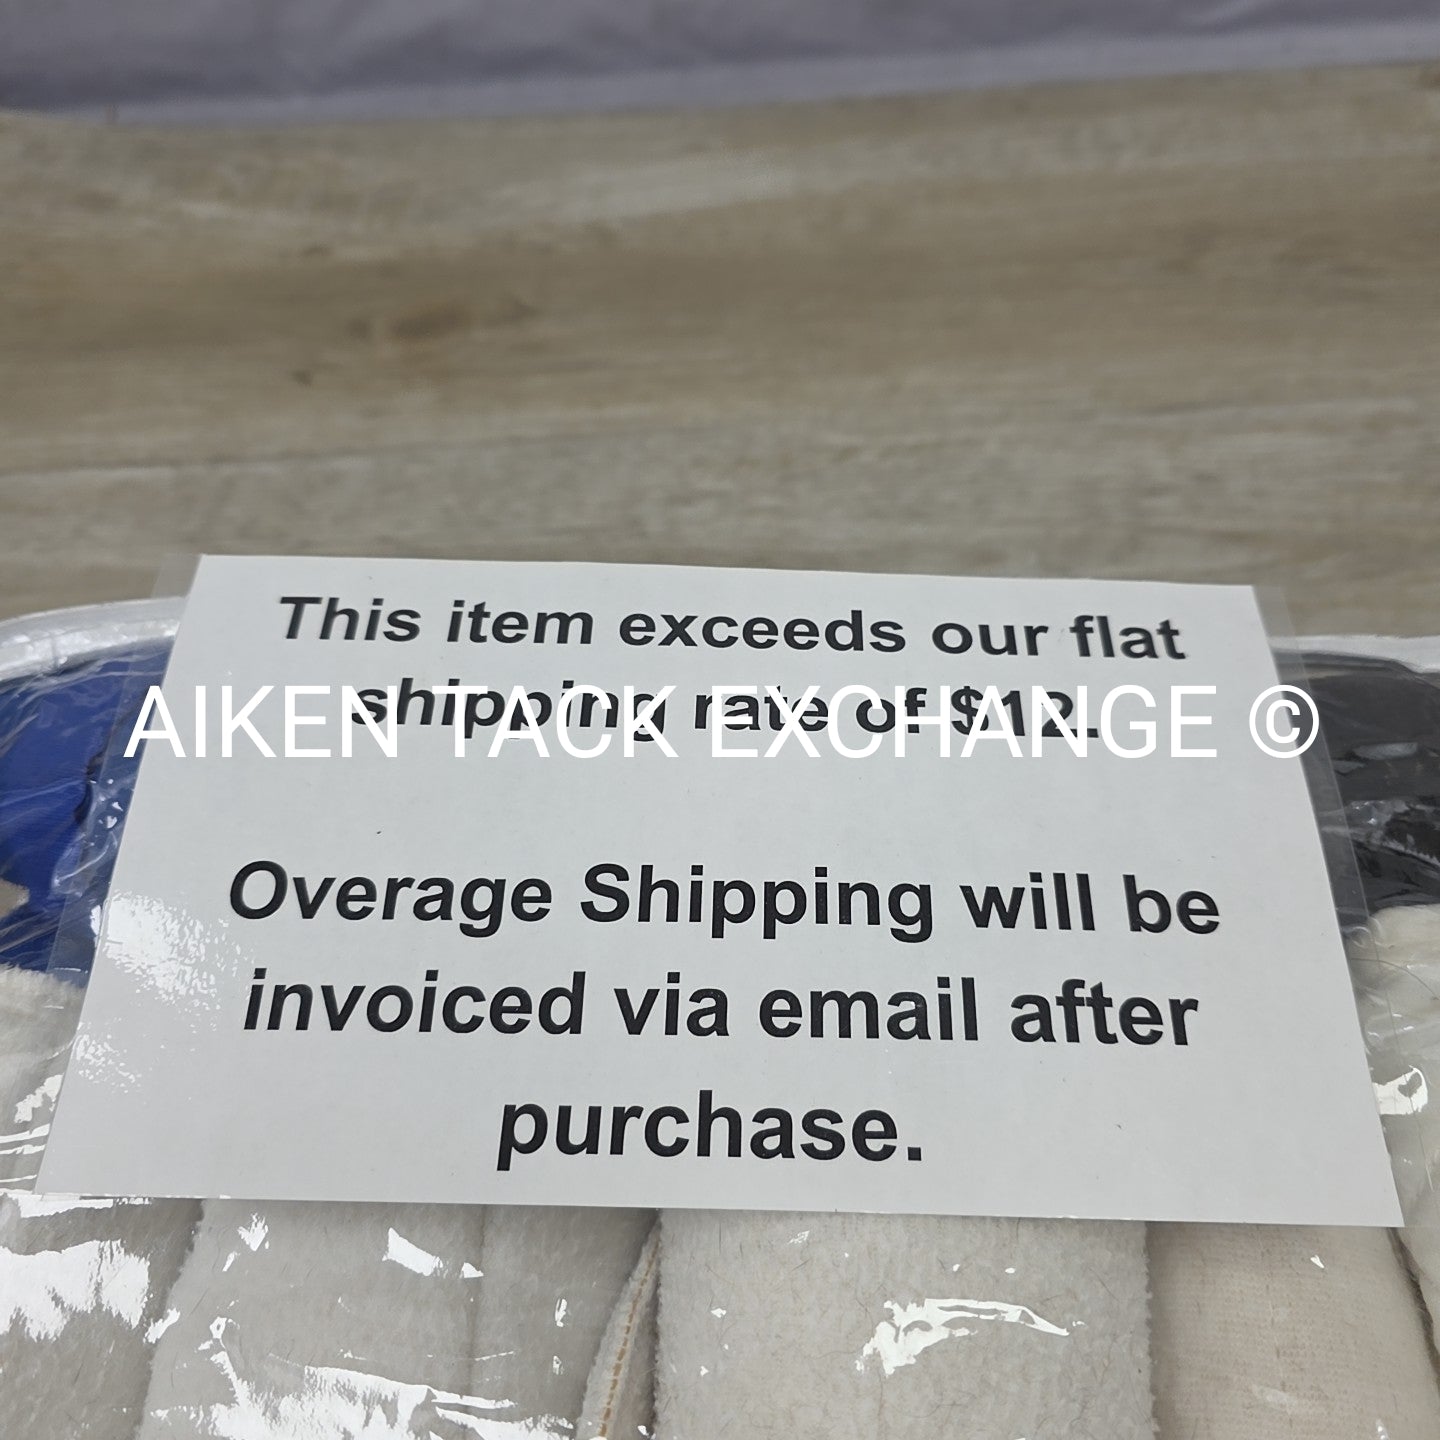 This item exceeds our flat
shipping rate of $12.
AIKEN TACK EXCHANGE ©
Overage Shipping will be
invoiced via email after
purchase.